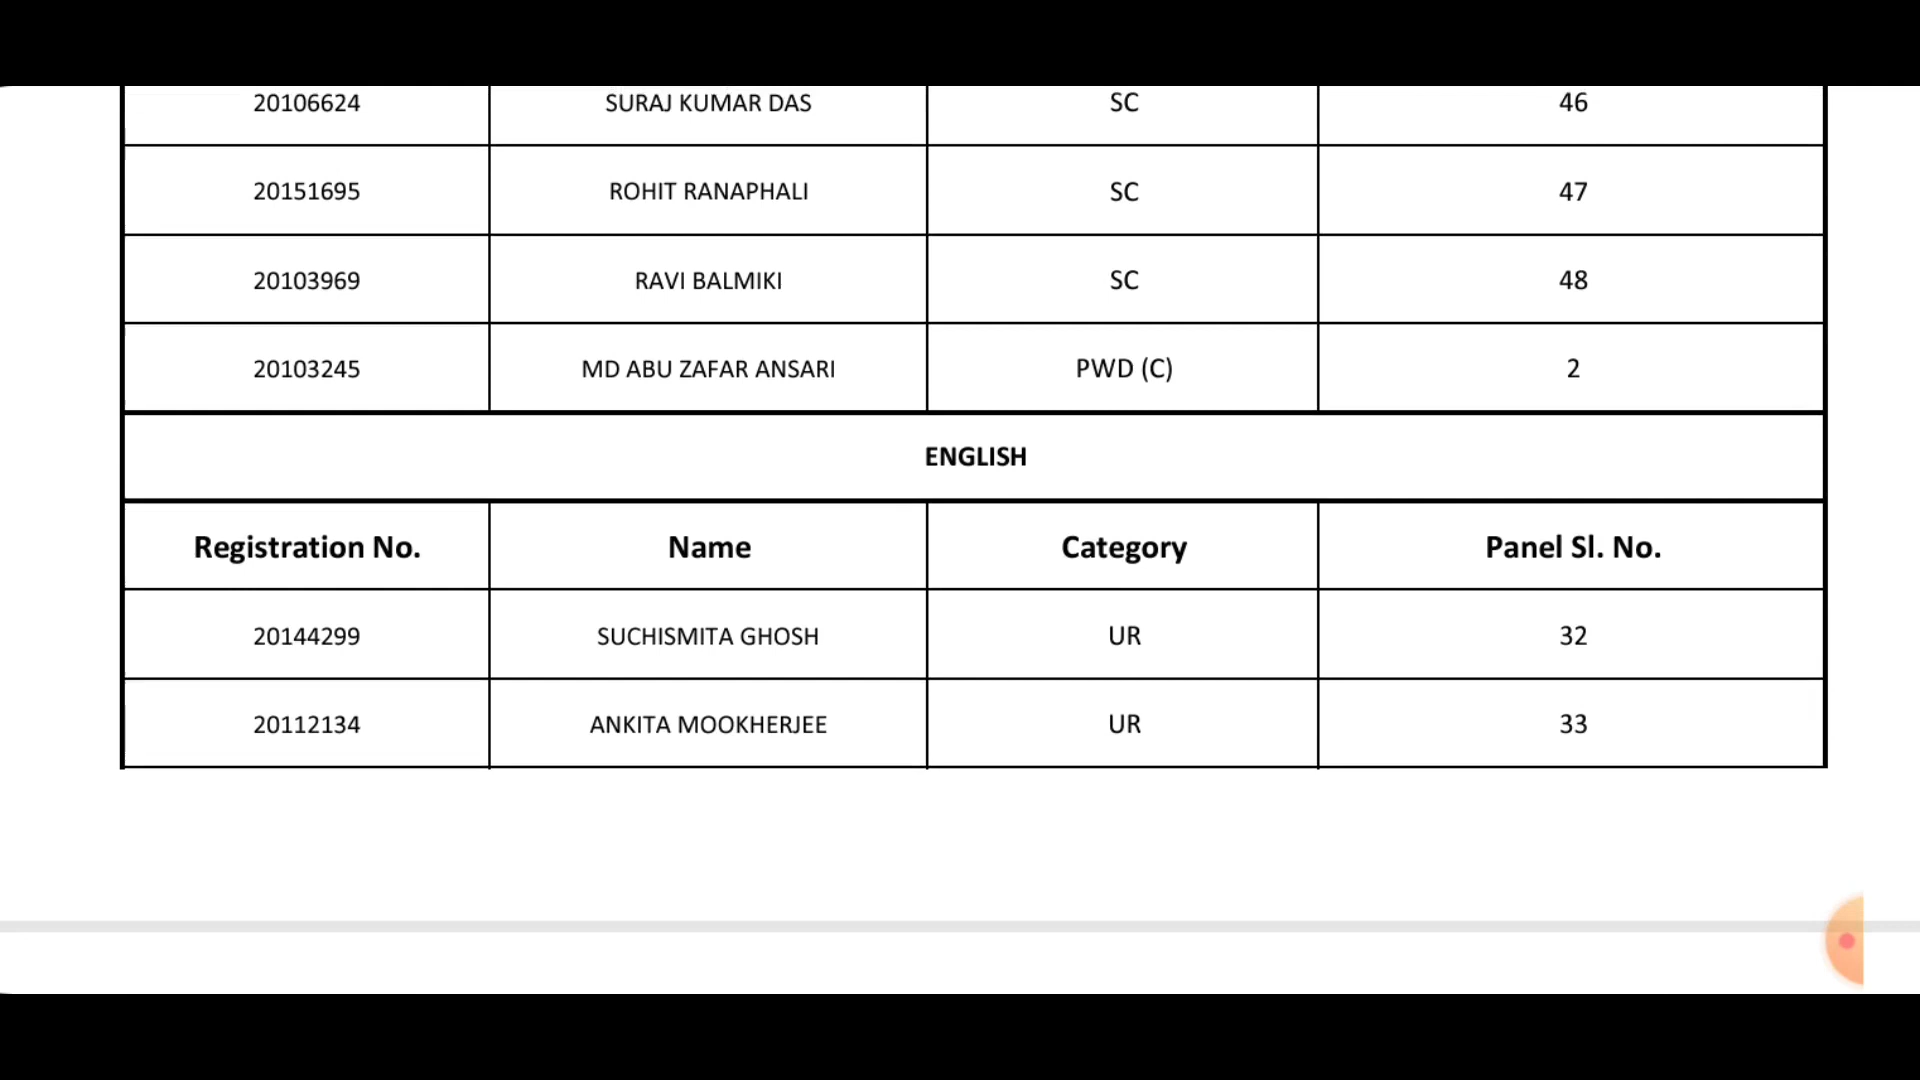 20106624 SURAJ KUMAR DAS SC 46
20151695 ROHIT RANAPHALI SC 47
20103969 RAVI BALMIKI SC 48
20103245 MD ABU ZAFAR ANSARI PWD (C) 2
ENGLISH
Registration No. Name Category Panel Sl. No.
20144299 SUCHISMITA GHOSH UR 32
20112134 ANKITA MOOKHERJEE UR 33